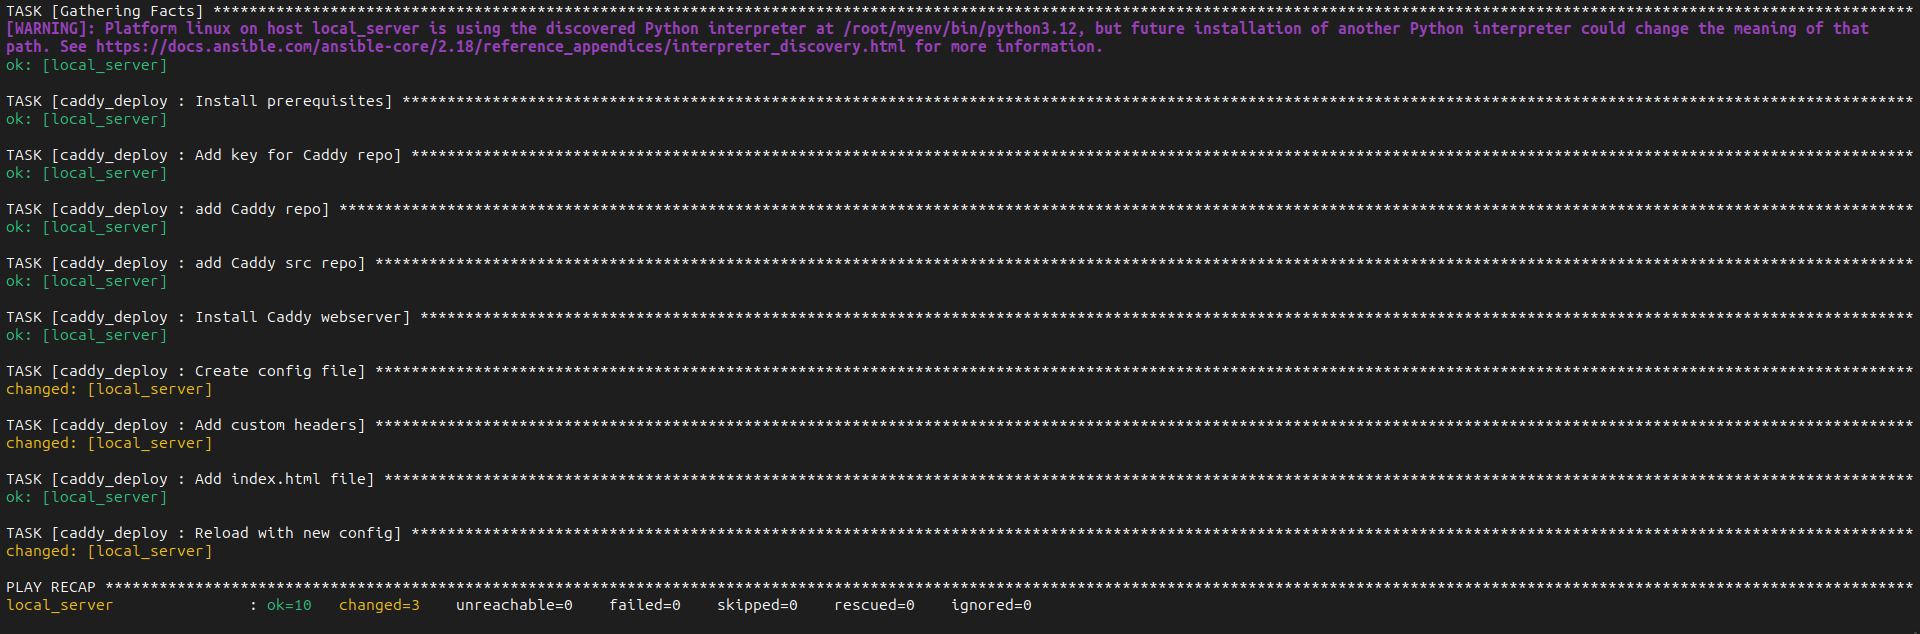 TASK [Gathering Facts] *****************************************************************************************************************************************************************************************************
[WARNING]: Platform linux on host local_server is using the discovered Python interpreter at /root/myenv/bin/python3.12, but future installation of another Python interpreter could change the meaning of that
path. See https://docs.ansible.com/ansible-core/2.18/reference_appendices/interpreter_discovery.html for more information.
ok: [local_server]
TASK [caddy_deploy : Install prerequisites] ********************************************************************************************************************************************************************************
ok: [local_server]
TASK [caddy_deploy : Add key for Caddy repo] *******************************************************************************************************************************************************************************
ok: [local_server]
TASK [caddy_deploy : add Caddy repo] ***************************************************************************************************************************************************************************************
ok: [local_server]
TASK [caddy_deploy : add Caddy src repo] ***********************************************************************************************************************************************************************************
ok: [local_server]
TASK [caddy_deploy : Install Caddy webserver] ******************************************************************************************************************************************************************************
ok: [local_server]
TASK [caddy_deploy : Create config file] ***********************************************************************************************************************************************************************************
changed: [local_server]
TASK [caddy_deploy : Add custom headers] ***********************************************************************************************************************************************************************************
changed: [local_server]
TASK [caddy_deploy : Add index.html file] **********************************************************************************************************************************************************************************
ok: [local_server]
TASK [caddy_deploy : Reload with new config] *******************************************************************************************************************************************************************************
changed: [local_server]
PLAY RECAP *****************************************************************************************************************************************************************************************************************
local_server               : ok=10   changed=3    unreachable=0    failed=0    skipped=0    rescued=0    ignored=0